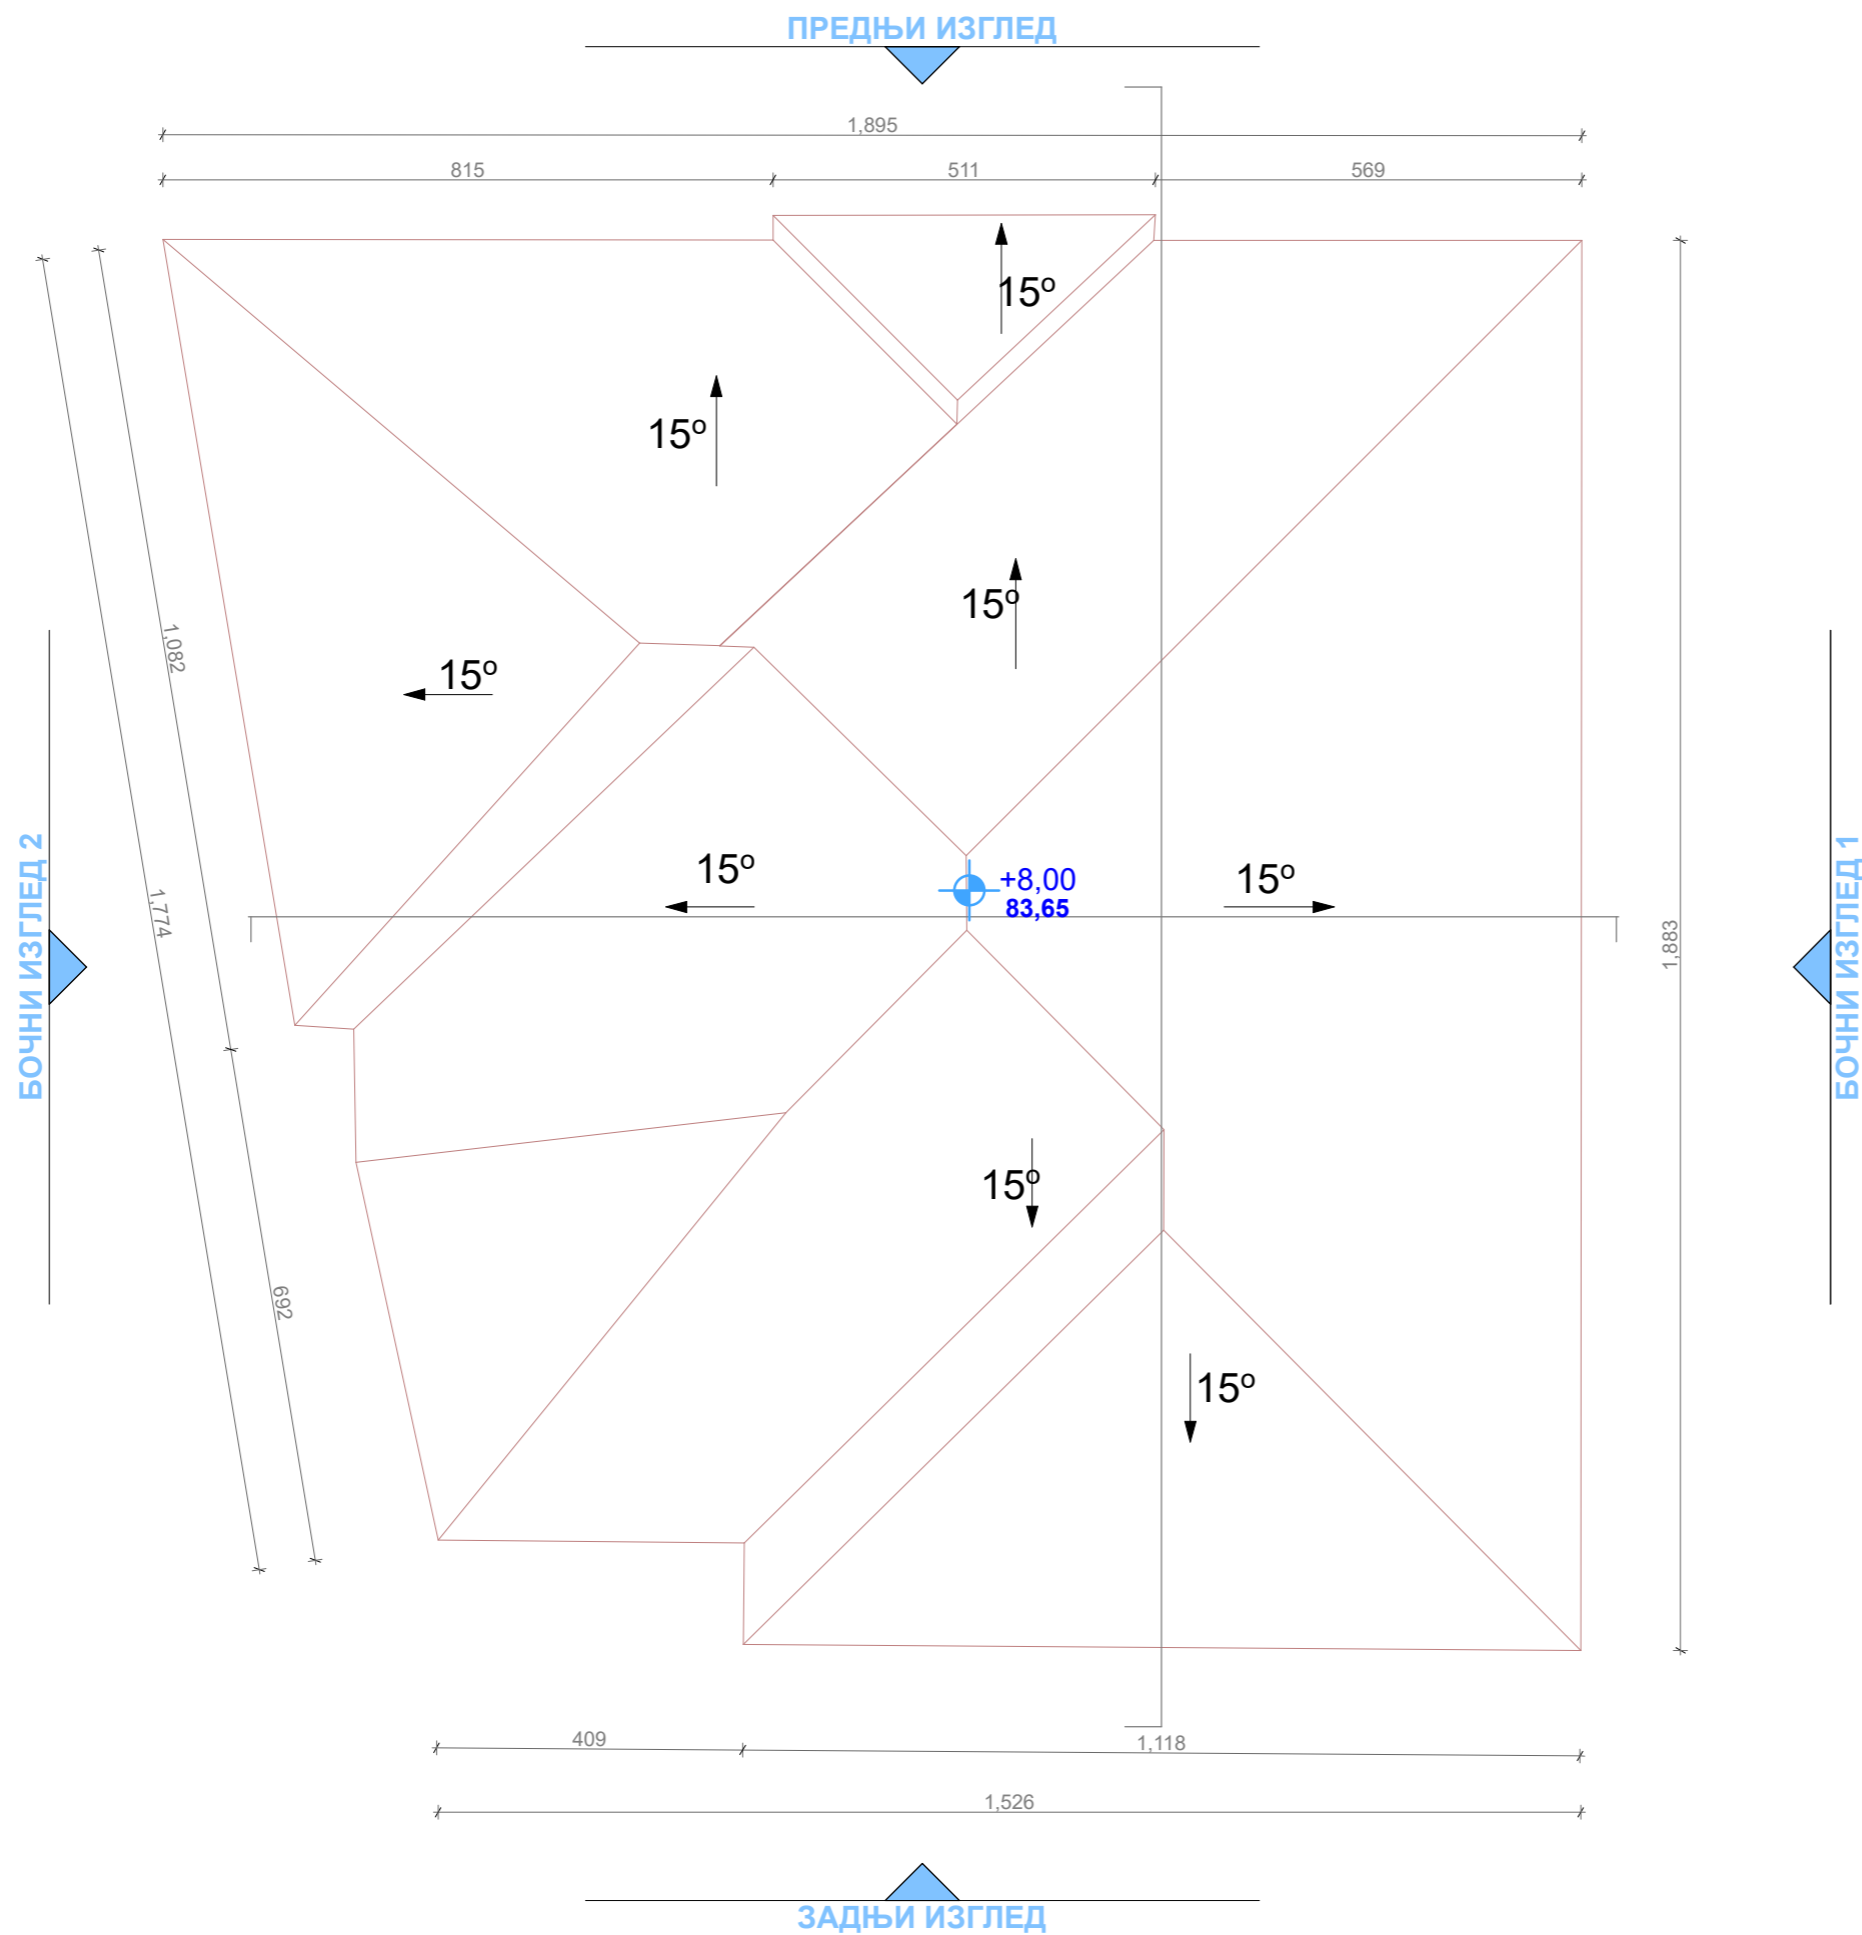 ПРЕДЊИ ИЗГЛЕД
1,895
815
511
569
15º
15º
15º
15º
1,082
15º
15º
+8,00
83,65
БОЧНИ ИЗГЛЕД 2
1,774
1,883
БОЧНИ ИЗГЛЕД 1
15º
692
15º
409
1,118
1,526
ЗАДЊИ ИЗГЛЕД